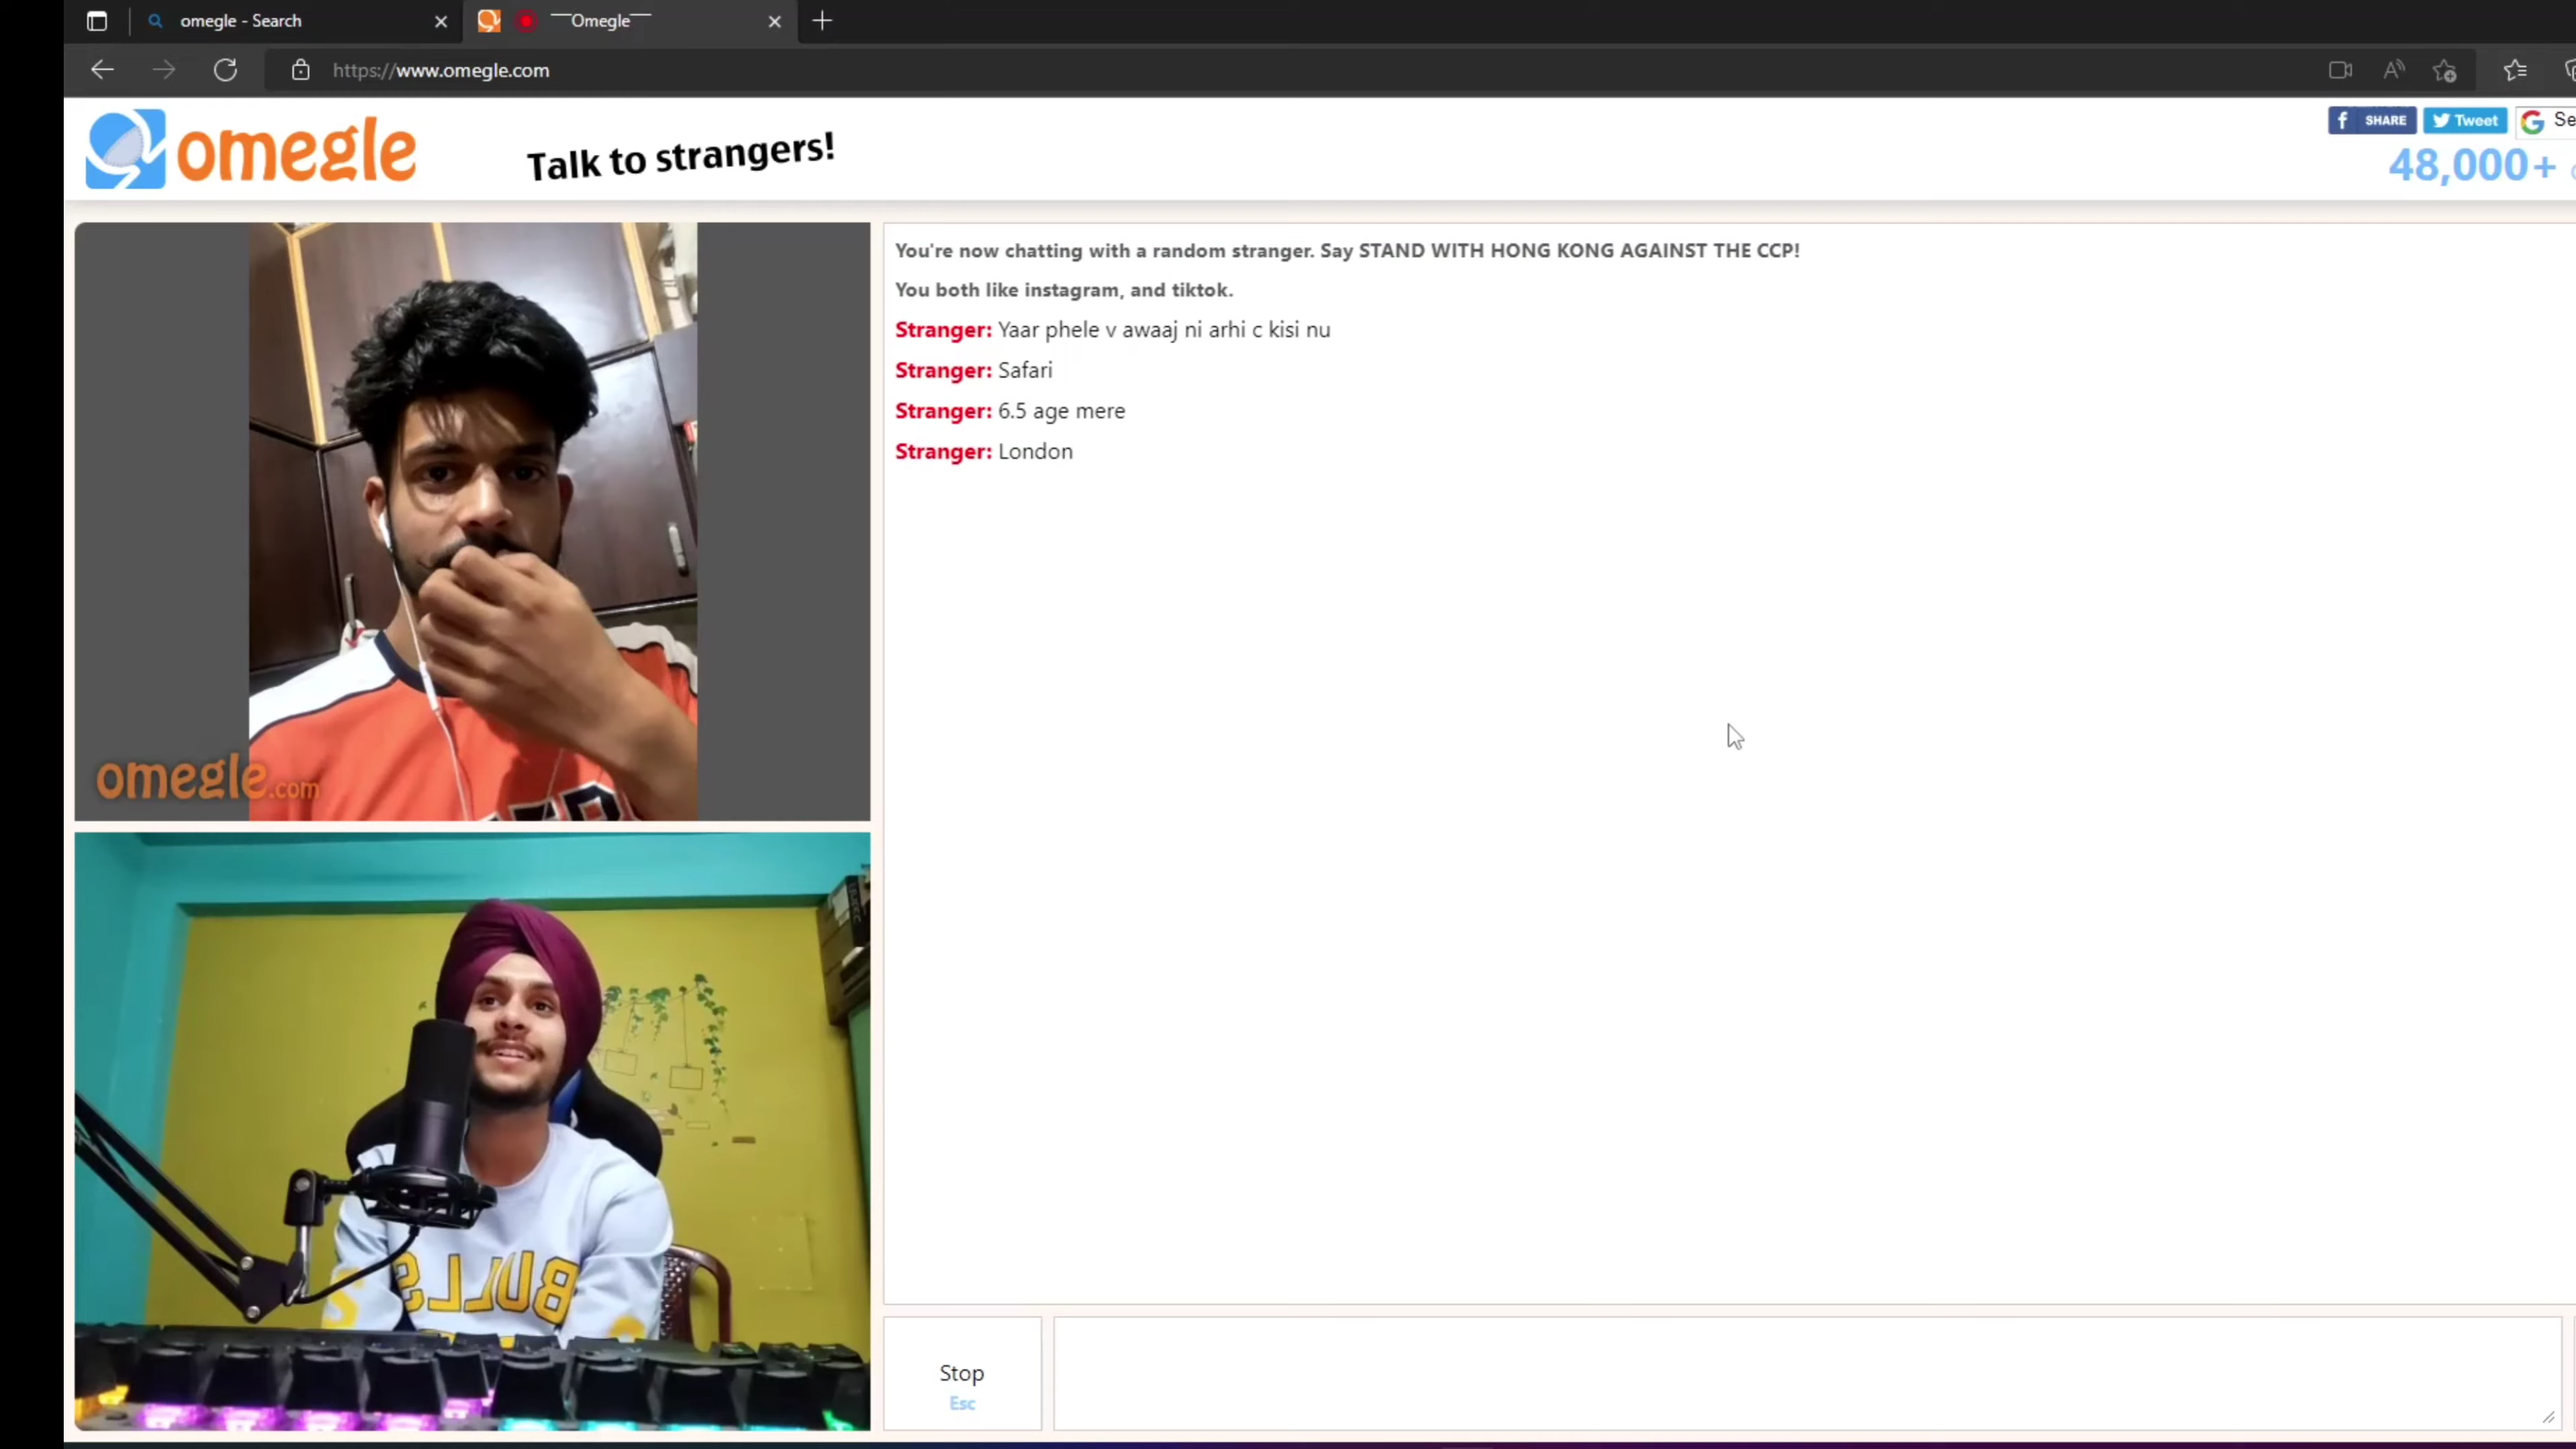 omegle - Search
Omegle
https://www.omegle.com
omegle
Talk to strangers!
SHARE
Tweet
48,000+
You're now chatting with a random stranger. Say STAND WITH HONG KONG AGAINST THE CCP!
You both like instagram, and tiktok.
Stranger: Yaar phele v awaaj ni arhi c kisi nu
Stranger: Safari
Stranger: 6.5 age mere
Stranger: London
omegle.com
BULLS
Stop
Esc